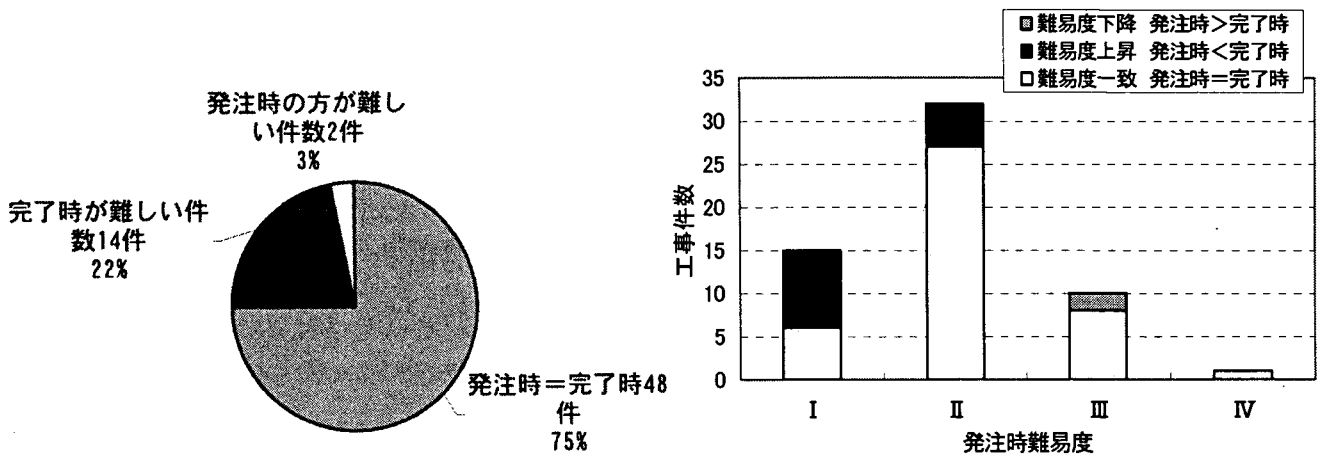 発注時の方が難し
い件数2件
3%
完了時が難しい件
数14件
22%
発注時＝完了時48
件
75%
難易度下降 発注時＞完了時
難易度上昇 発注時＜完了時
難易度一致 発注時＝完了時
35
30
25
20
15
10
5
0
工事件数
Ⅰ Ⅱ Ⅲ Ⅳ
発注時難易度